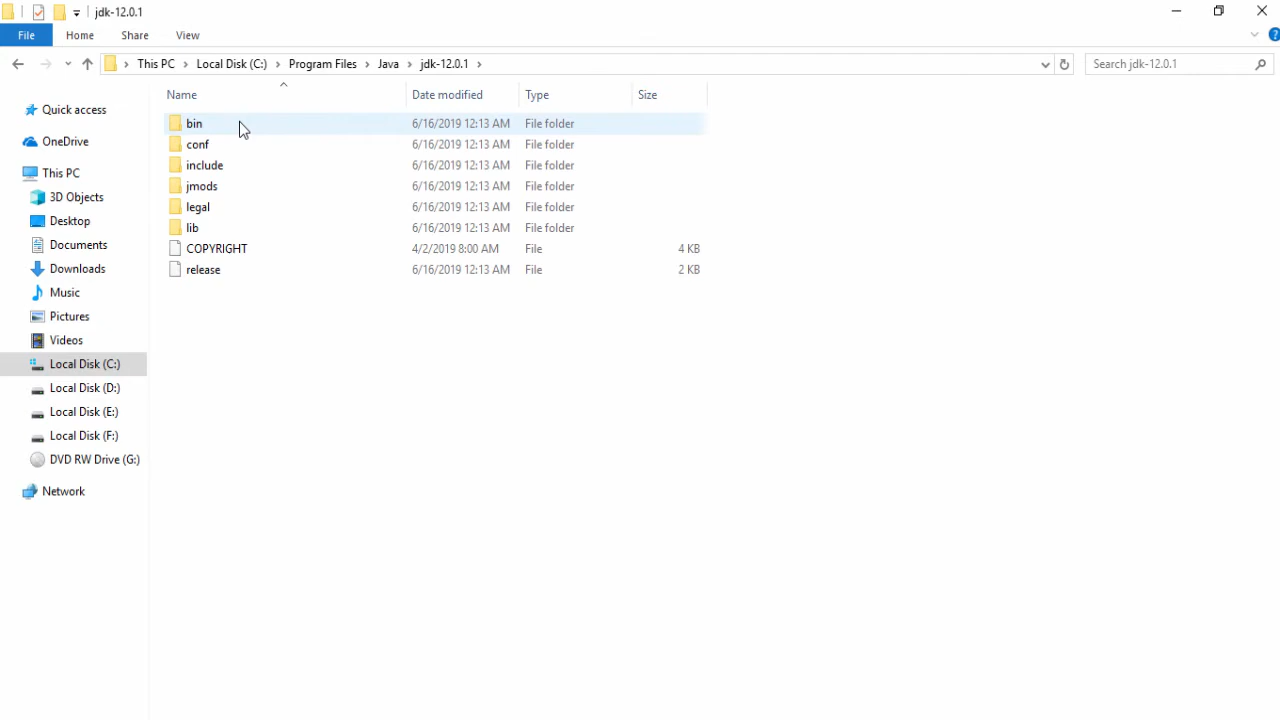 jdk-12.0.1
File Home Share View
This PC Local Disk (C:) Program Files Java jdk-12.0.1 Search jdk-12.0.1
Name Date modified Type Size
Quick access
OneDrive
This PC
3D Objects
Desktop
Documents
Downloads
Music
Pictures
Videos
Local Disk (C:)
Local Disk (D:)
Local Disk (E:)
Local Disk (F:)
DVD RW Drive (G:)
Network
bin 6/16/2019 12:13 AM File folder
conf 6/16/2019 12:13 AM File folder
include 6/16/2019 12:13 AM File folder
jmods 6/16/2019 12:13 AM File folder
legal 6/16/2019 12:13 AM File folder
lib 6/16/2019 12:13 AM File folder
COPYRIGHT 4/2/2019 8:00 AM File 4 KB
release 6/16/2019 12:13 AM File 2 KB